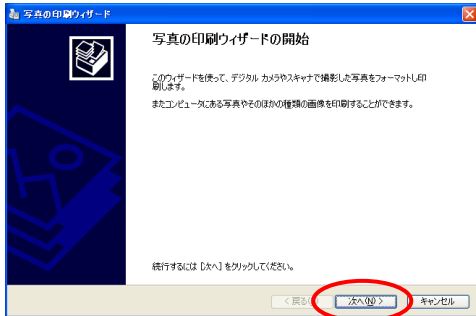 写真の印刷ウィザード
写真の印刷ウィザードの開始
このウィザードを使って、デジタル カメラやスキャナで撮影した写真をフォーマットし印
刷します。
またコンピュータにある写真やそのほかの種類の画像を印刷することができます。
続行するには [次へ] をクリックしてください。
< 戻る(
次へ(N) >
キャンセル